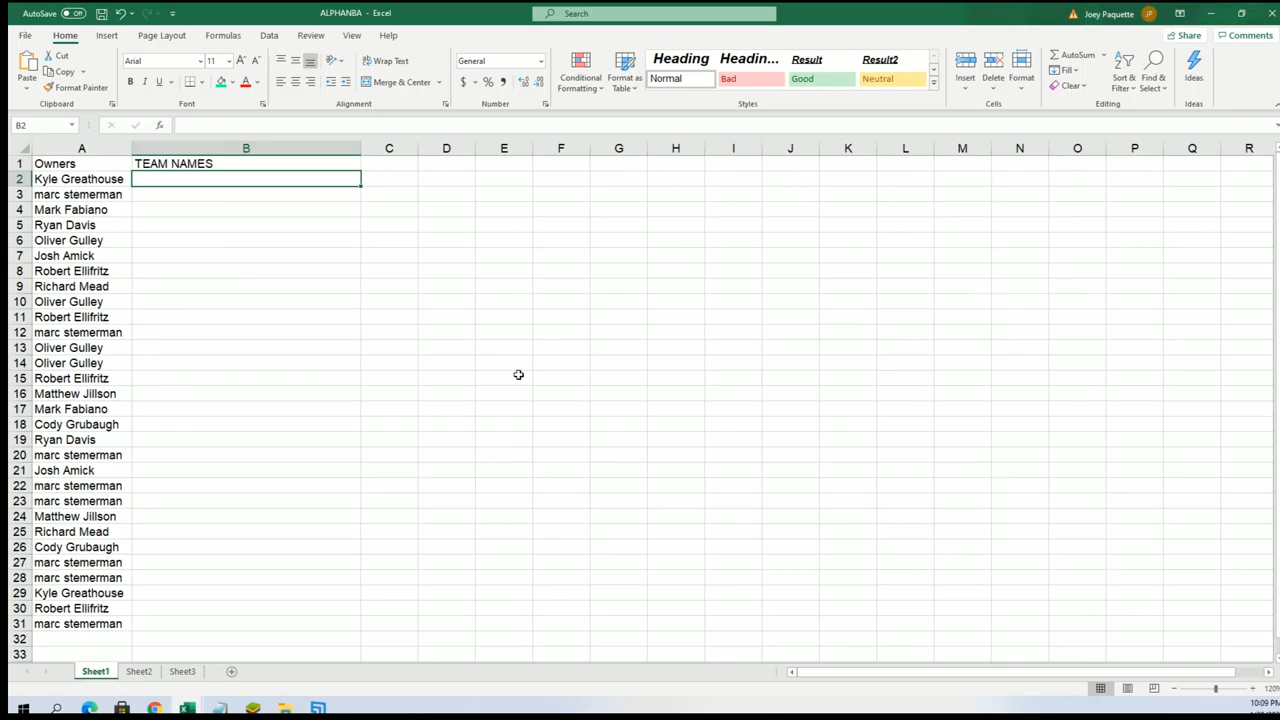 AutoSave Off
ALPHANBA - Excel
Search
Joey Paquette JP
File Home Insert Page Layout Formulas Data Review View Help
Share Comments
Paste
Cut
Copy
Format Painter
Clipboard
Arial 11
B I U
Font
Wrap Text
Merge & Center
Alignment
General
$ % ,
Number
Conditional Formatting
Format as Table
Heading Headin... Result Result2
Normal Bad Good Neutral
Styles
Insert Delete Format
Cells
AutoSum
Fill
Clear
Sort & Filter
Find & Select
Editing
Ideas
Ideas
B2
fx
A B C D E F G H I J K L M N O P Q R
1 Owners TEAM NAMES
2 Kyle Greathouse
3 marc stemerman
4 Mark Fabiano
5 Ryan Davis
6 Oliver Gulley
7 Josh Amick
8 Robert Ellifritz
9 Richard Mead
10 Oliver Gulley
11 Robert Ellifritz
12 marc stemerman
13 Oliver Gulley
14 Oliver Gulley
15 Robert Ellifritz
16 Matthew Jillson
17 Mark Fabiano
18 Cody Grubaugh
19 Ryan Davis
20 marc stemerman
21 Josh Amick
22 marc stemerman
23 marc stemerman
24 Matthew Jillson
25 Richard Mead
26 Cody Grubaugh
27 marc stemerman
28 marc stemerman
29 Kyle Greathouse
30 Robert Ellifritz
31 marc stemerman
32
33
Sheet1 Sheet2 Sheet3
120%
10:09 PM